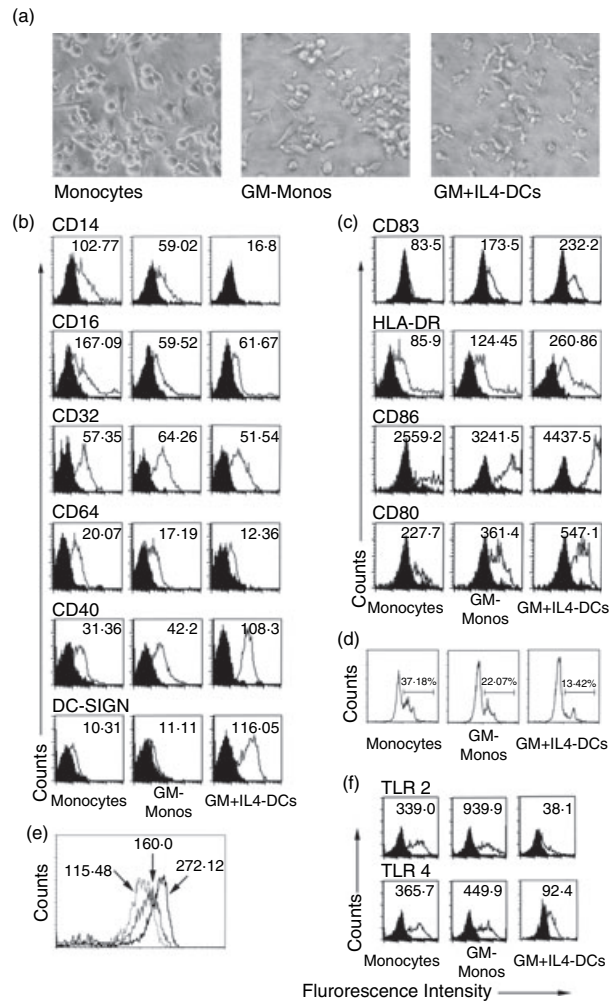 (a)
Monocytes GM-Monos GM+IL4-DCs
(b)
CD14
102·77 59·02 16·8
CD16
167·09 59·52 61·67
CD32
57·35 64·26 51·54
CD64
20·07 17·19 12·36
CD40
31·36 42·2 108·3
DC-SIGN
10·31 11·11 116·05
Counts
Monocytes GM-Monos GM+IL4-DCs
(c)
CD83
83·5 173·5 232·2
HLA-DR
85·9 124·45 260·86
CD86
2559·2 3241·5 4437·5
CD80
227·7 361·4 547·1
Counts
Monocytes GM-Monos GM+IL4-DCs
(d)
37·18% 22·07% 13·42%
Counts
Monocytes GM-Monos GM+IL4-DCs
(e)
160·0
115·48 272·12
Counts
(f)
TLR 2
339·0 939·9 38·1
TLR 4
365·7 449·9 92·4
Counts
Monocytes GM-Monos GM+IL4-DCs
Flurorescence Intensity